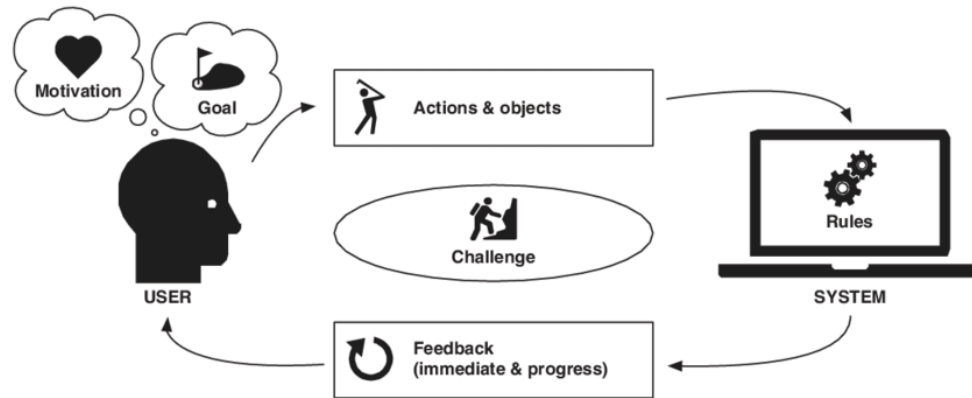 Motivation
Goal
Actions & objects
Rules
Challenge
USER
SYSTEM
Feedback
(immediate & progress)